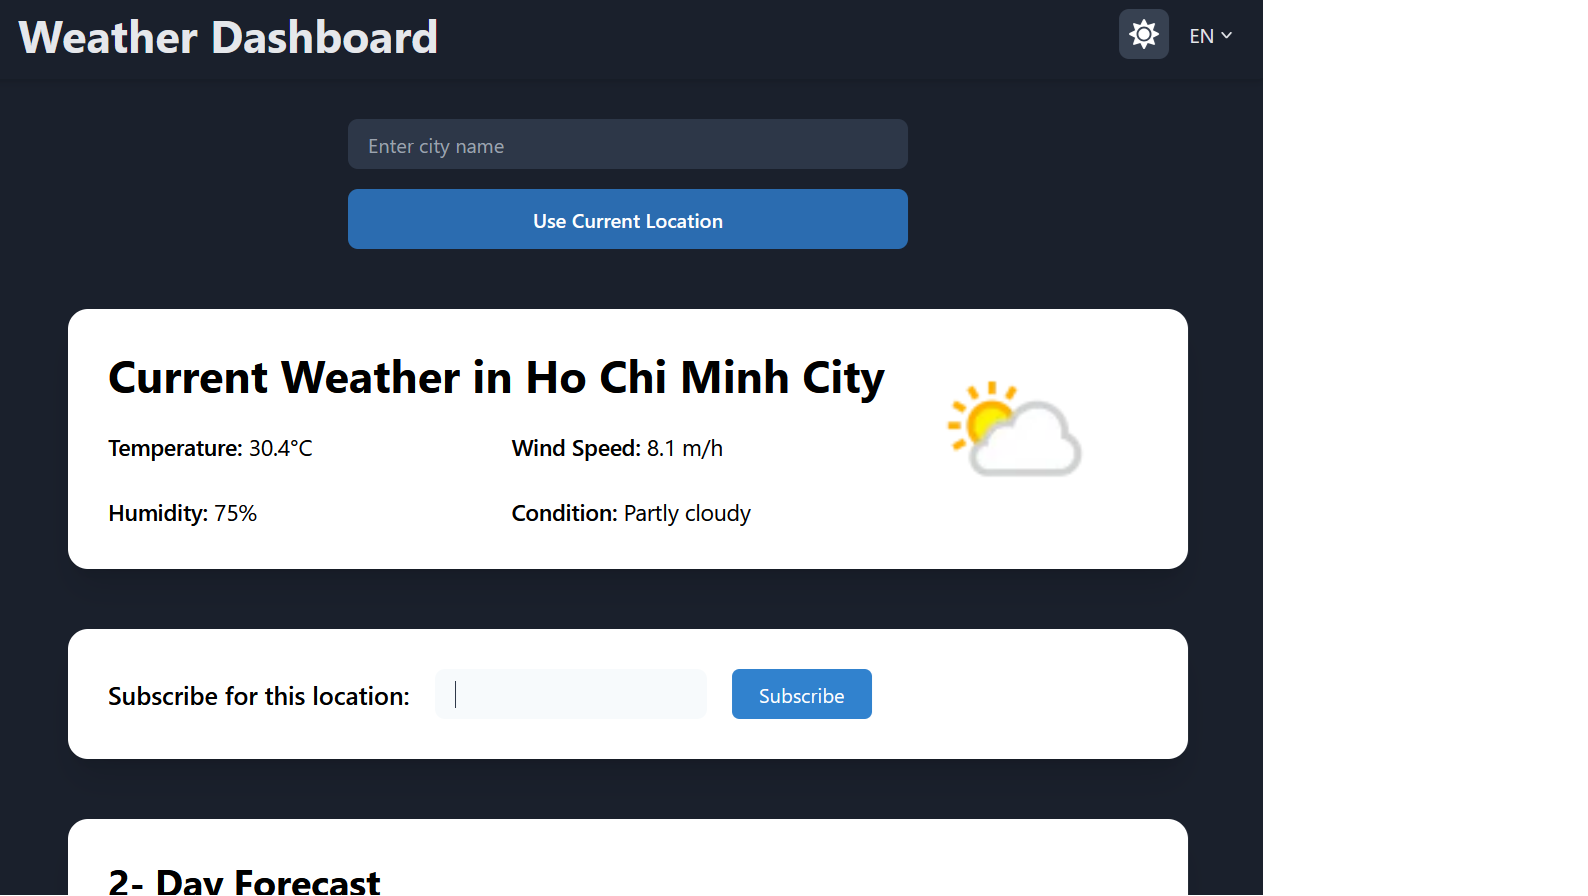 Weather Dashboard
EN
Enter city name
Use Current Location
Current Weather in Ho Chi Minh City
Temperature: 30.4°C Wind Speed: 8.1 m/h
Humidity: 75% Condition: Partly cloudy
Subscribe for this location: Subscribe
2- Day Forecast